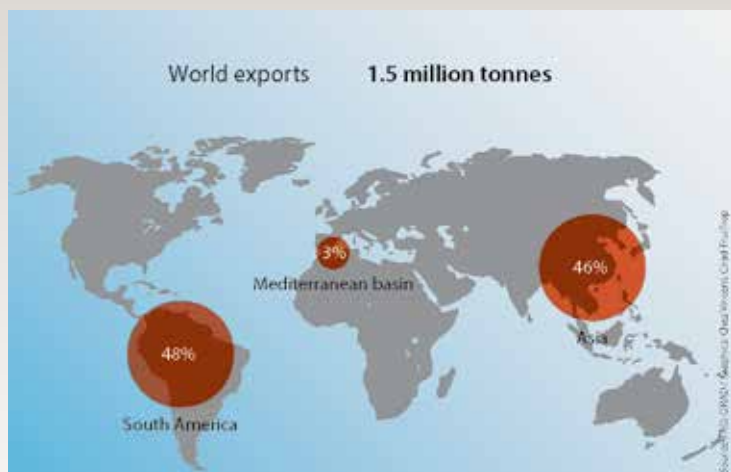 World exports 1.5 million tonnes
3%
Mediterranean basin
46%
Asia
48%
South America